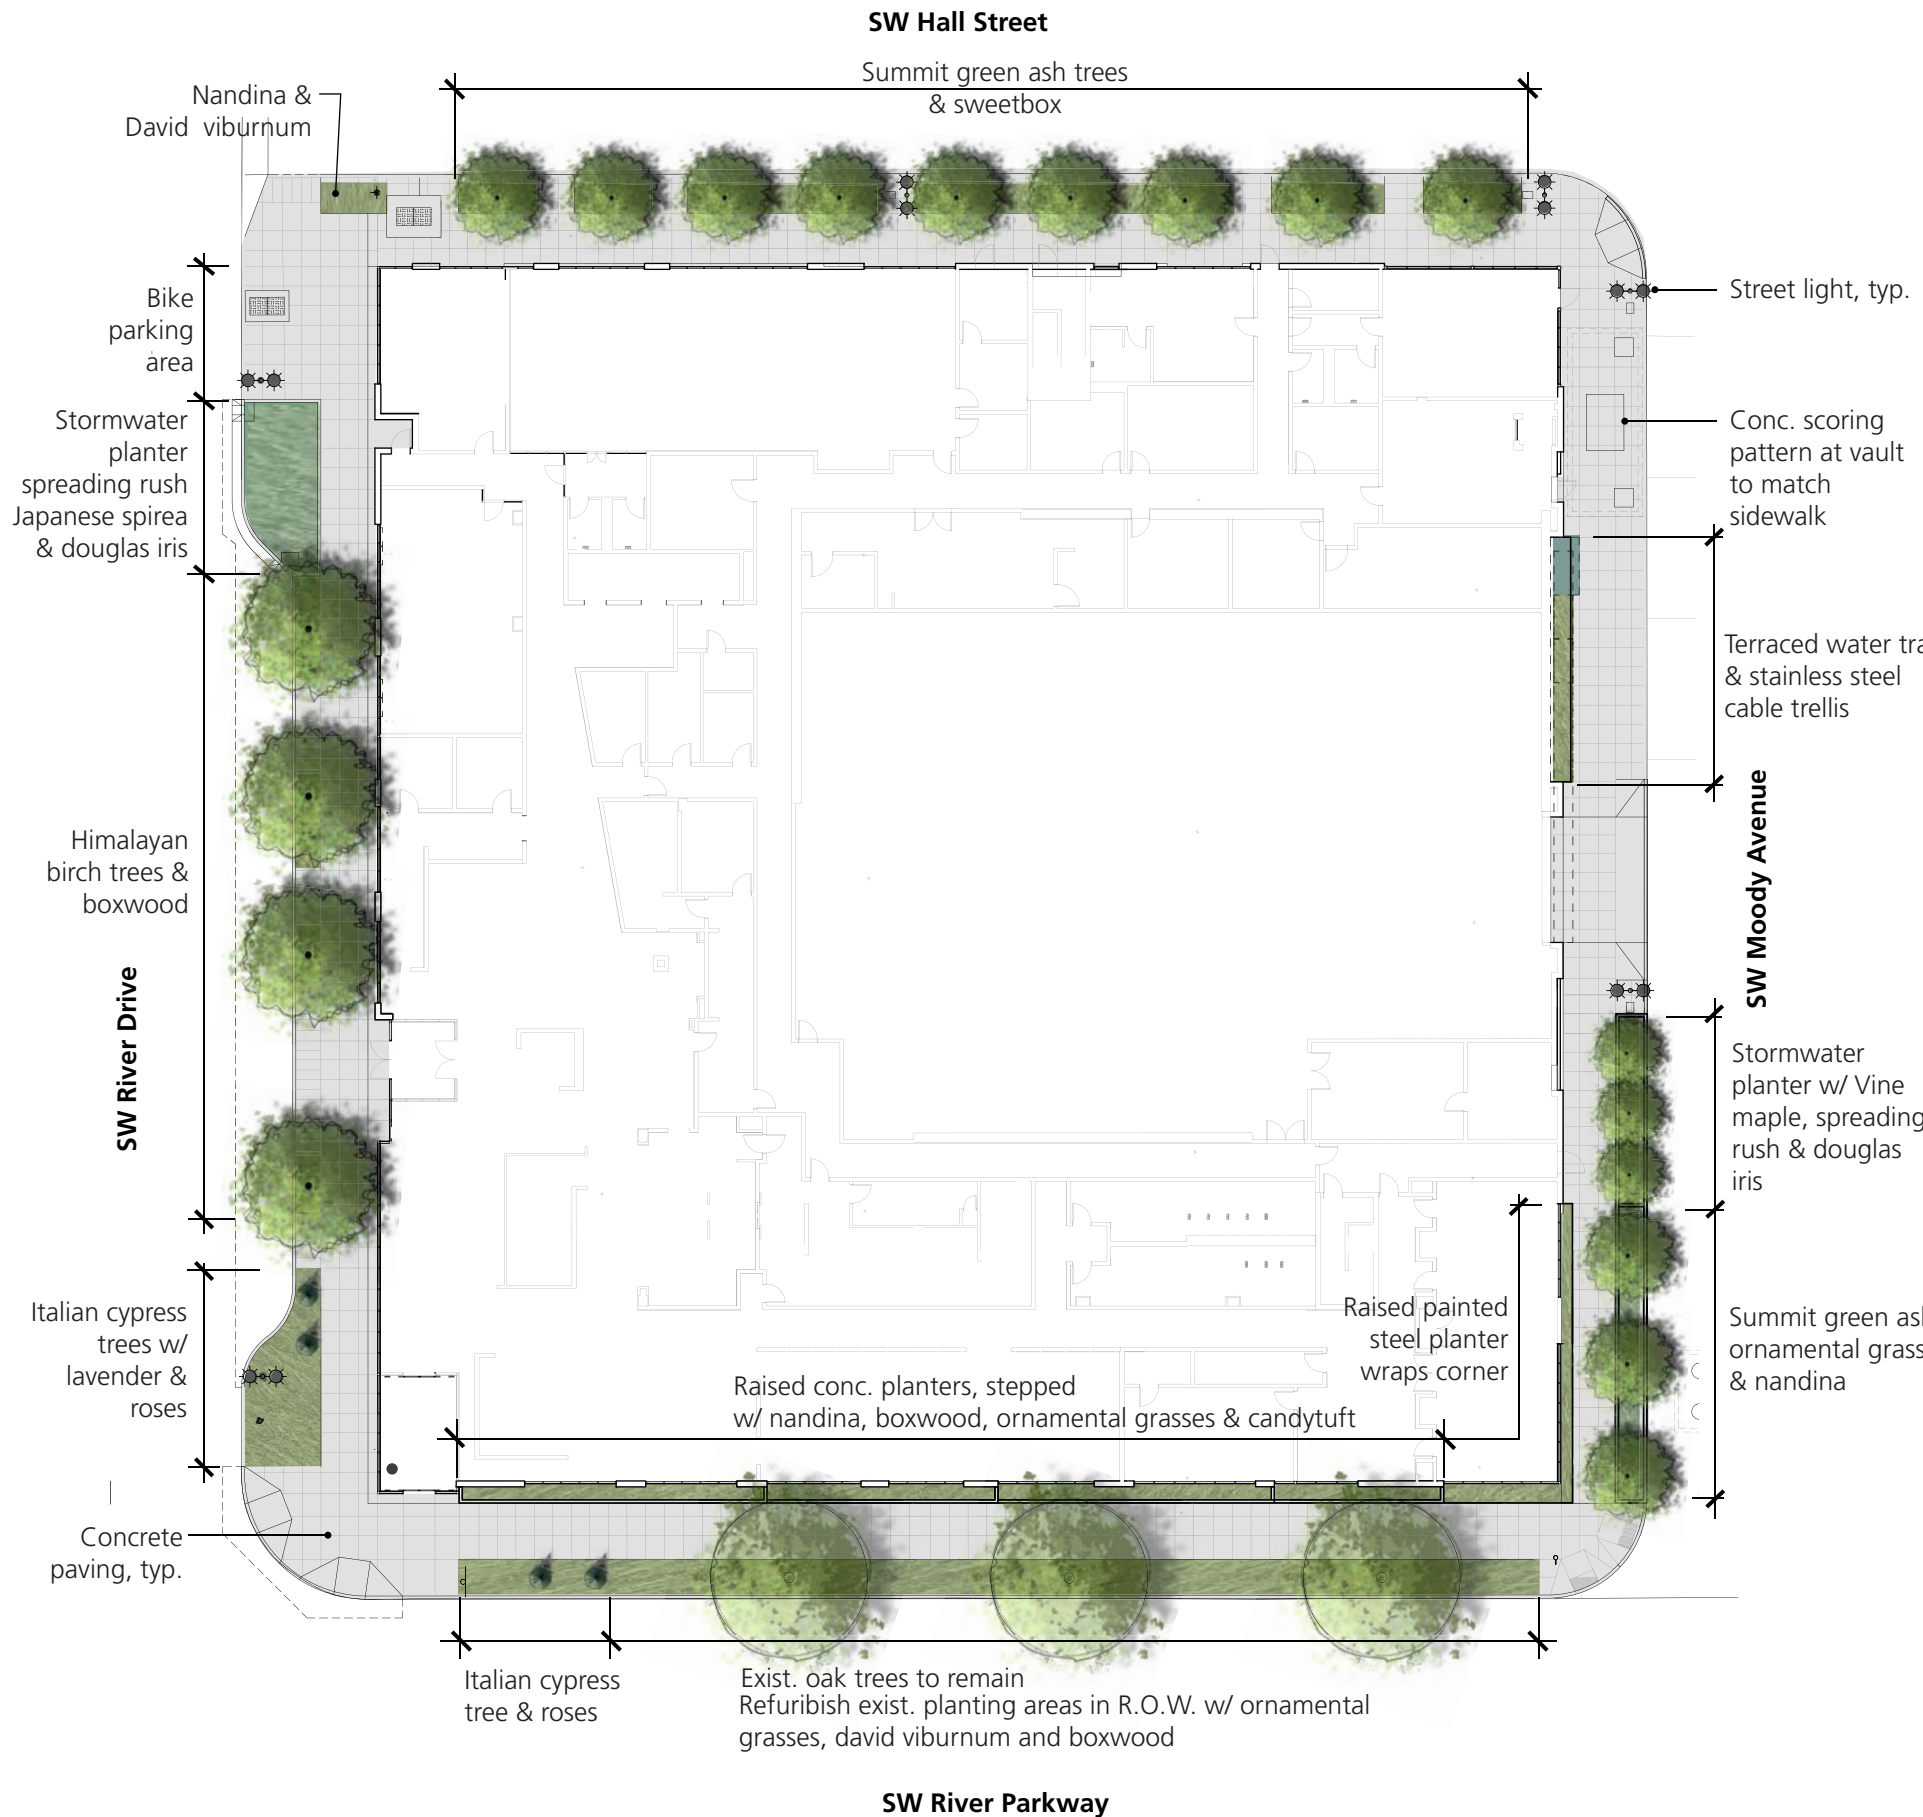 SW Hall Street
Summit green ash trees
& sweetbox
Nandina &
David viburnum
Bike
parking
area
Street light, typ.
Stormwater
planter
spreading rush
Japanese spirea
& douglas iris
Conc. scoring
pattern at vault
to match
sidewalk
Terraced water tra
& stainless steel
cable trellis
Himalayan
birch trees &
boxwood
SW River Drive
SW Moody Avenue
Stormwater
planter w/ Vine
maple, spreading
rush & douglas
iris
Italian cypress
trees w/
lavender &
roses
Raised painted
steel planter
wraps corner
Summit green ash
ornamental grass
& nandina
Raised conc. planters, stepped
w/ nandina, boxwood, ornamental grasses & candytuft
Concrete
paving, typ.
Italian cypress
tree & roses
Exist. oak trees to remain
Refuribish exist. planting areas in R.O.W. w/ ornamental
grasses, david viburnum and boxwood
SW River Parkway